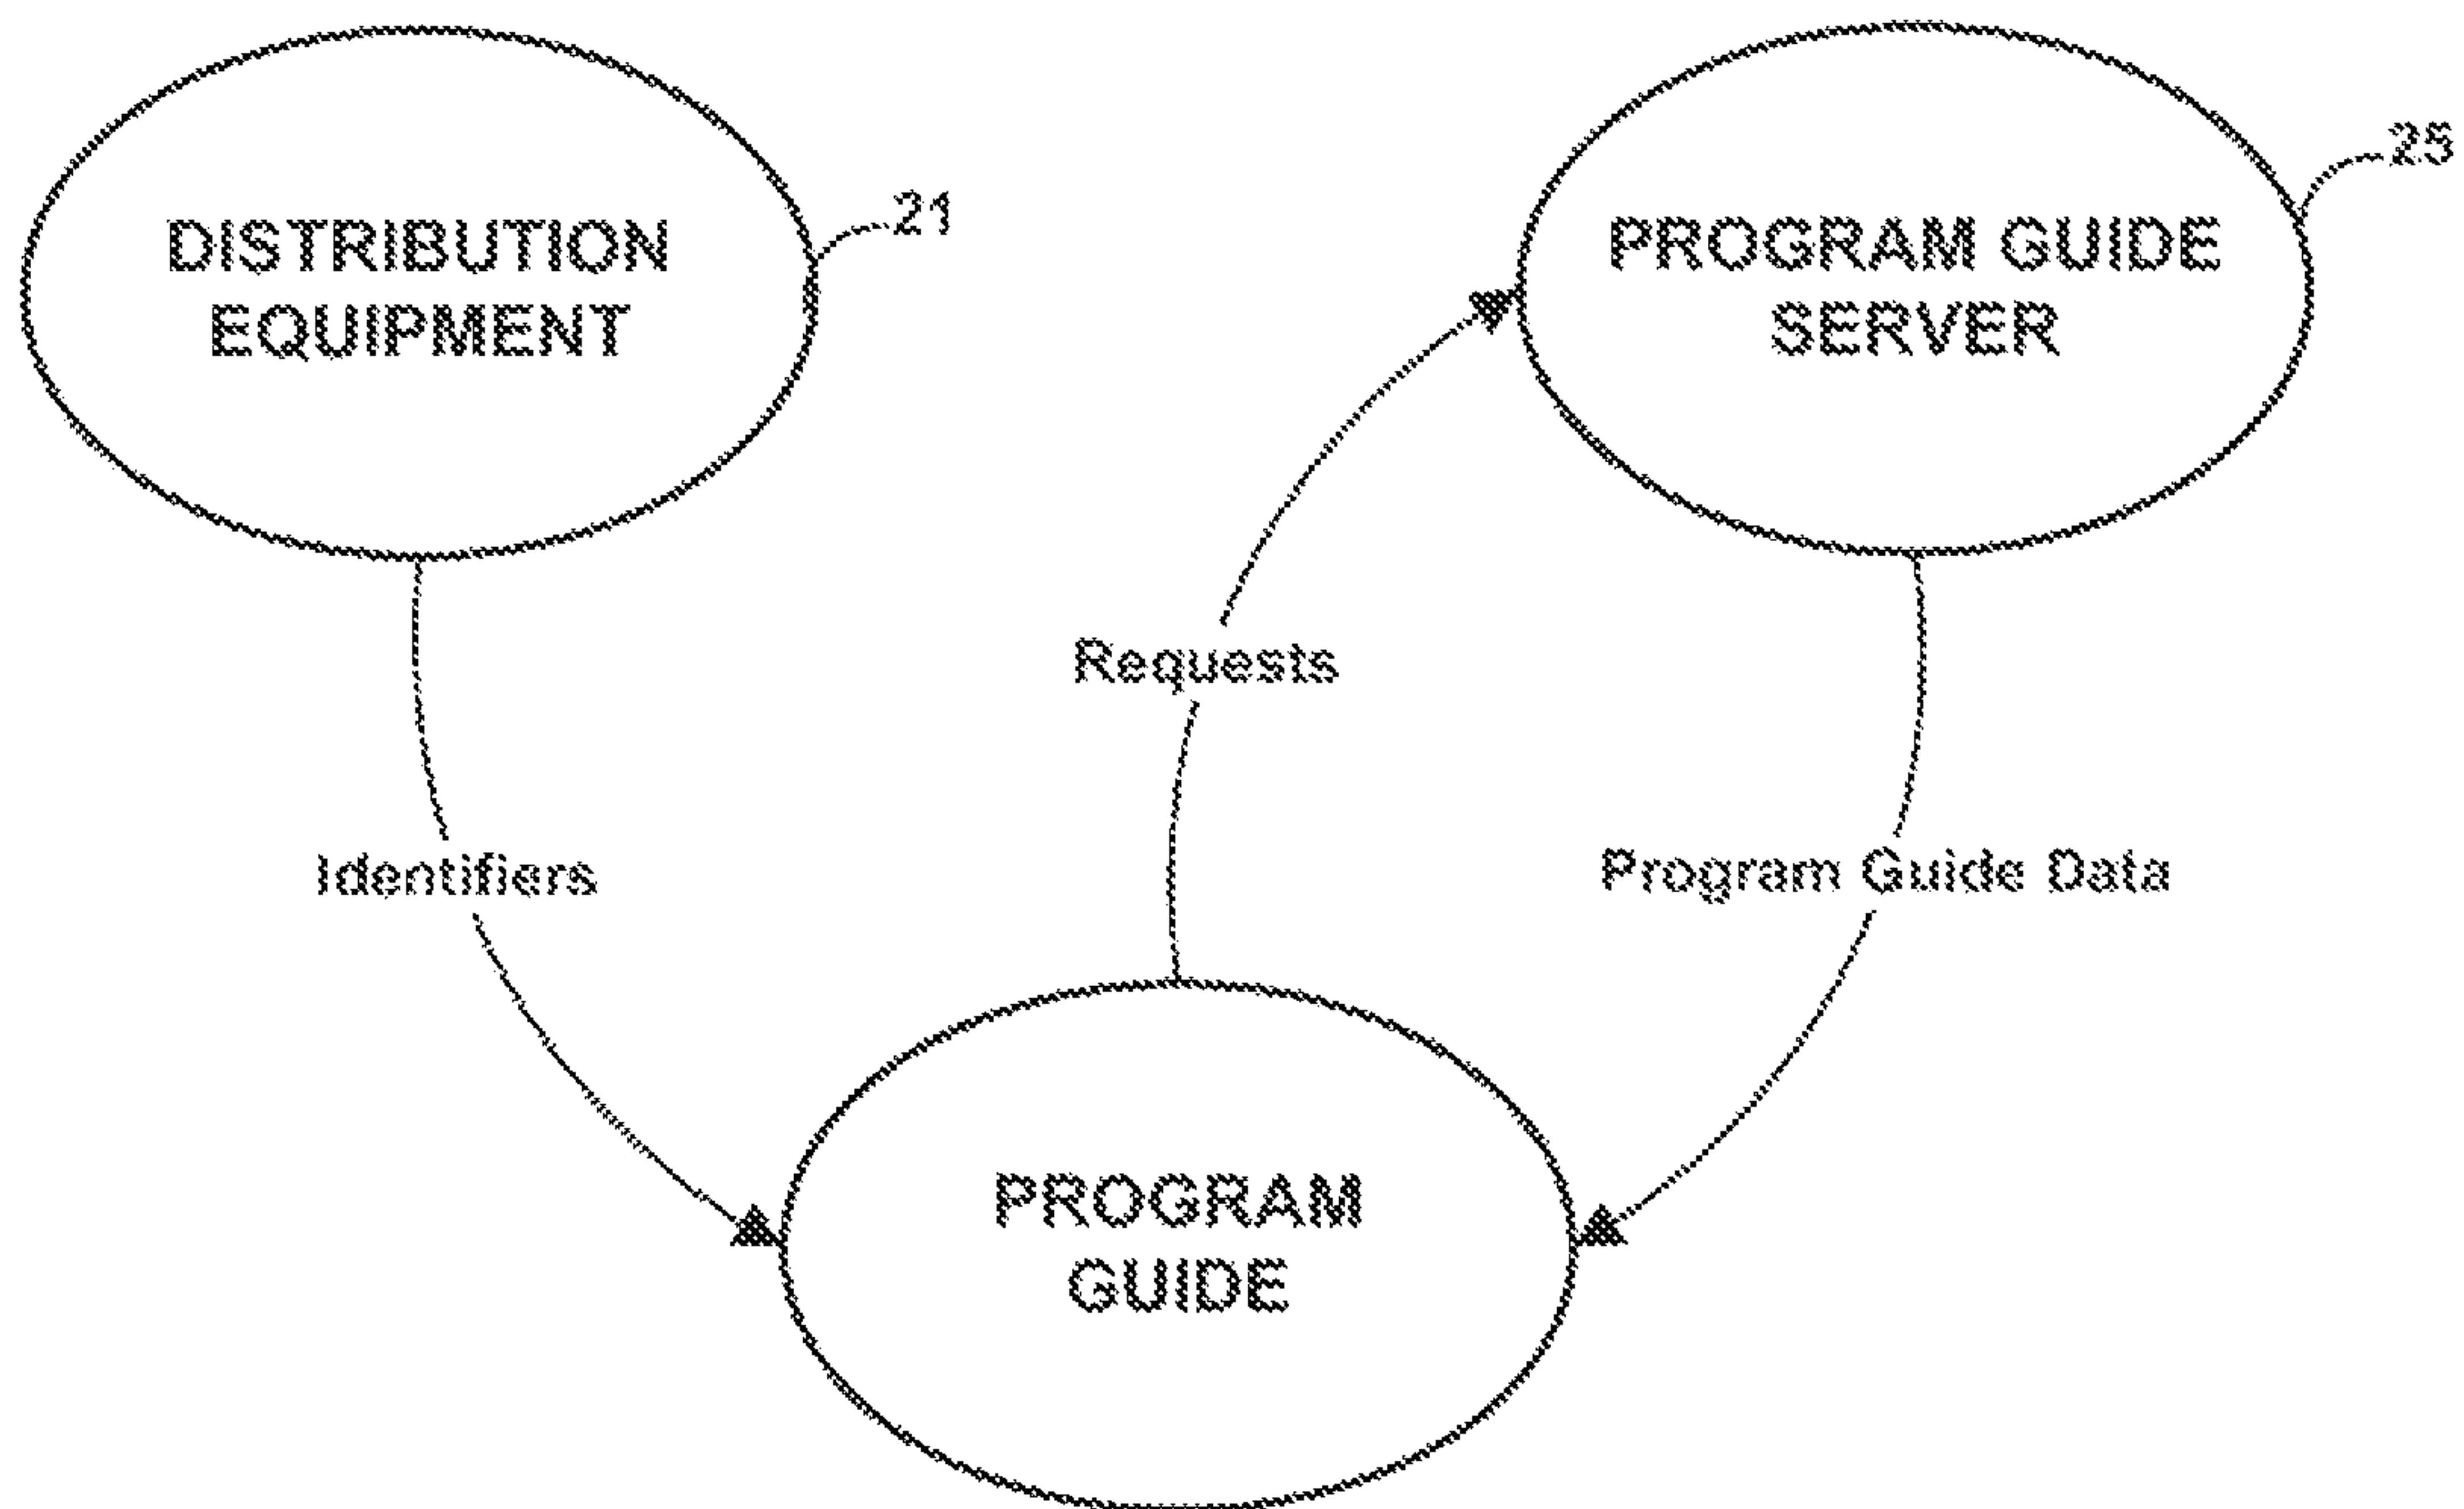 DISTRIBUTION
EQUIPMENT
21
PROGRAM GUIDE
SERVER
25
Requests
Identifiers
Program Guide Data
PROGRAM
GUIDE